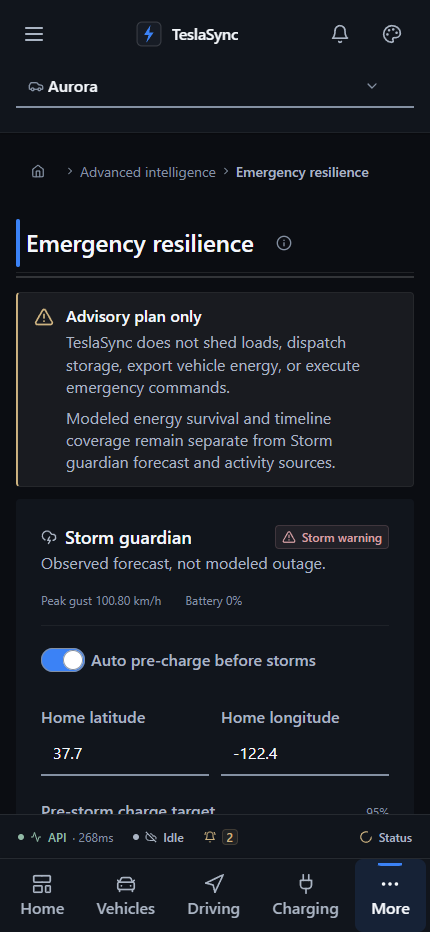 TeslaSync
Aurora
Advanced intelligence
Emergency resilience
Emergency resilience
Advisory plan only
TeslaSync does not shed loads, dispatch
storage, export vehicle energy, or execute
emergency commands.
Modeled energy survival and timeline
coverage remain separate from Storm
guardian forecast and activity sources.
Storm guardian
Storm warning
Observed forecast, not modeled outage.
Peak gust 100.80 km/h
Battery 0%
Auto pre-charge before storms
Home latitude
Home longitude
37.7
-122.4
Pre-storm charge target
95%
API · 268ms
Idle
2
Status
Home
Vehicles
Driving
Charging
More